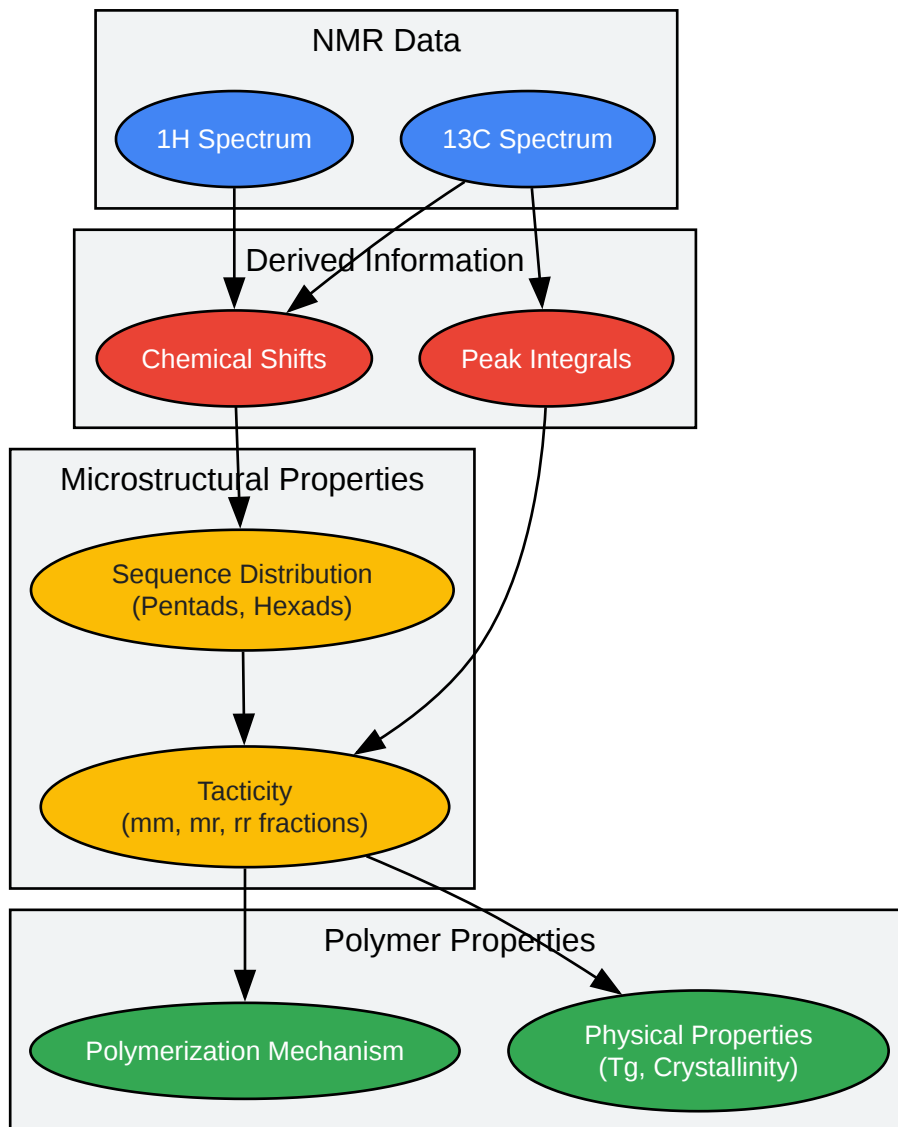 NMR Data
1H Spectrum
13C Spectrum
Derived Information
Chemical Shifts
Peak Integrals
Microstructural Properties
Sequence Distribution
(Pentads, Hexads)
Tacticity
(mm, mr, rr fractions)
Polymer Properties
Polymerization Mechanism
Physical Properties
(Tg, Crystallinity)